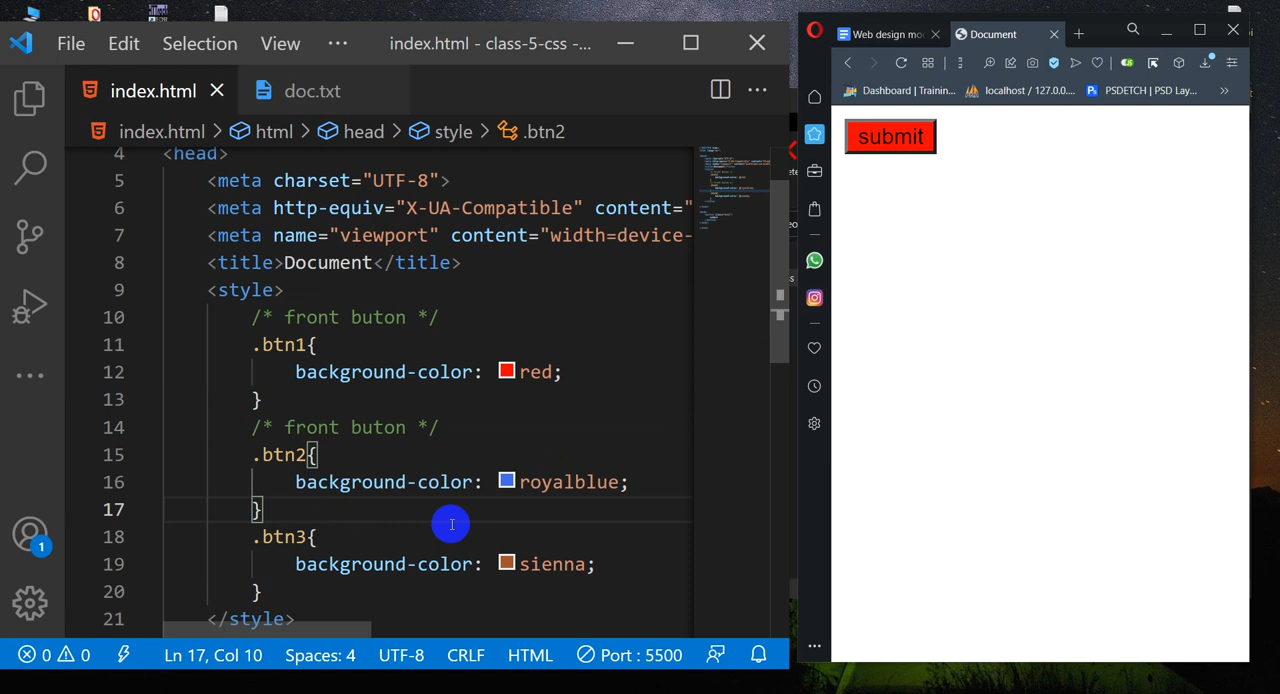 File Edit Selection View ··· index.html - class-5-css -...
index.html doc.txt
index.html > html > head > style > .btn2
4 <head>
5 <meta charset="UTF-8">
6 <meta http-equiv="X-UA-Compatible" content="
7 <meta name="viewport" content="width=device-
8 <title>Document</title>
9 <style>
10 /* front buton */
11 .btn1{
12 background-color: red;
13 }
14 /* front buton */
15 .btn2{
16 background-color: royalblue;
17 }
18 .btn3{
19 background-color: sienna;
20 }
21 </style>
1
0 0 Ln 17, Col 10 Spaces: 4 UTF-8 CRLF HTML Port : 5500
Web design mo Document
Dashboard | Trainin... localhost / 127.0.0.... PSDETCH | PSD Lay... »
submit